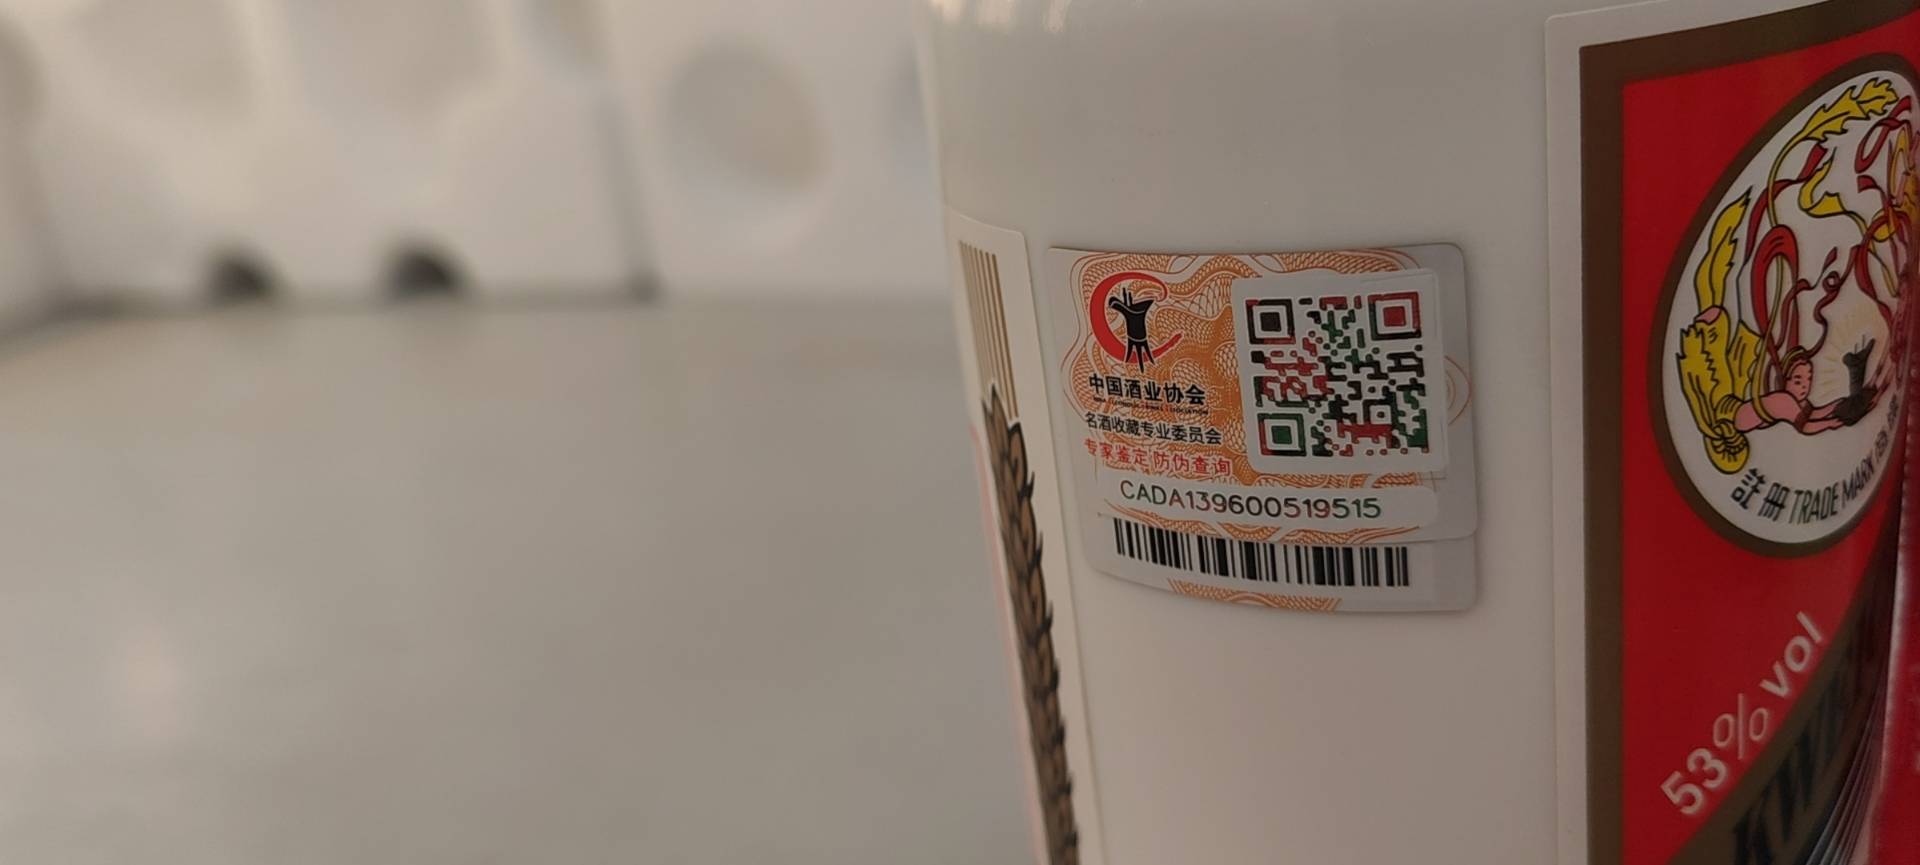 中国酒业协会
名酒收藏专业委员会
专家鉴定 防伪查询
CADA139600519515
註册 TRADE MARK
53% vol